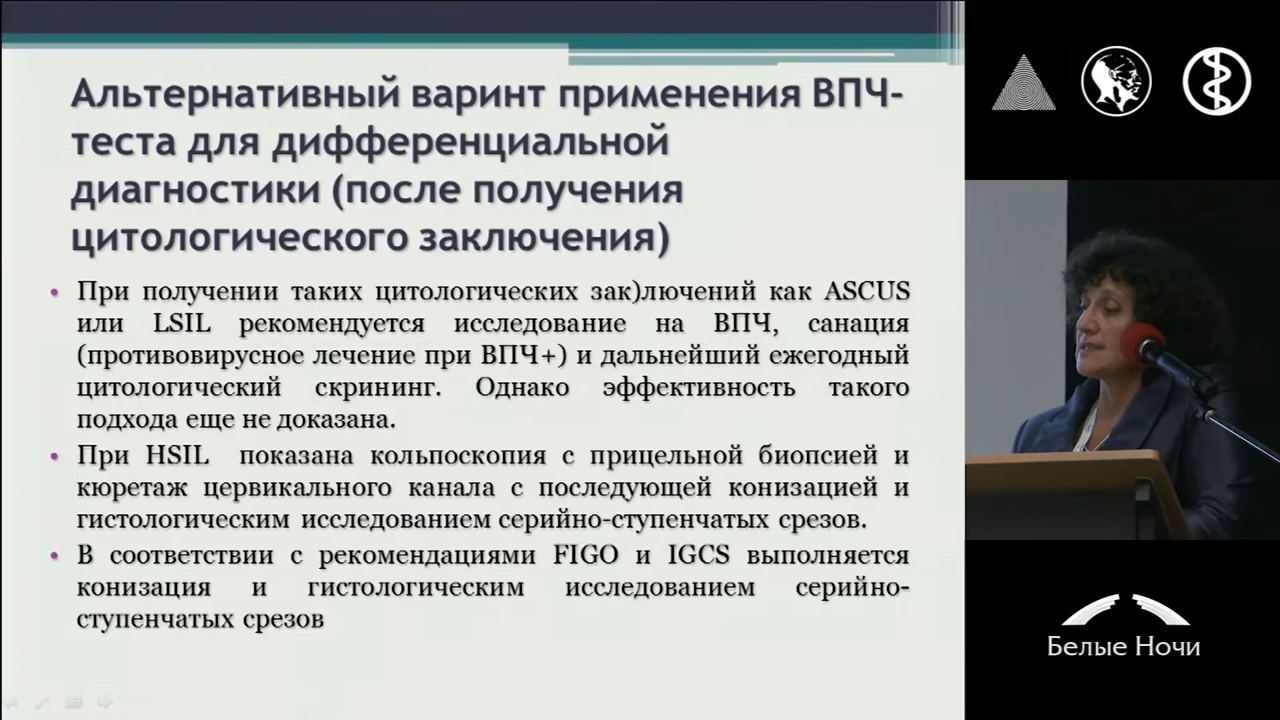 Альтернативный варинт применения ВПЧ-
теста для дифференциальной
диагностики (после получения
цитологического заключения)
• При получении таких цитологических зак)лючений как ASCUS
или LSIL рекомендуется исследование на ВПЧ, санация
(противовирусное лечение при ВПЧ+) и дальнейший ежегодный
цитологический скрининг. Однако эффективность такого
подхода еще не доказана.
• При HSIL показана кольпоскопия с прицельной биопсией и
кюретаж цервикального канала с последующей конизацией и
гистологическим исследованием серийно-ступенчатых срезов.
• В соответствии с рекомендациями FIGO и IGCS выполняется
конизация и гистологическим исследованием серийно-
ступенчатых срезов
Белые Ночи